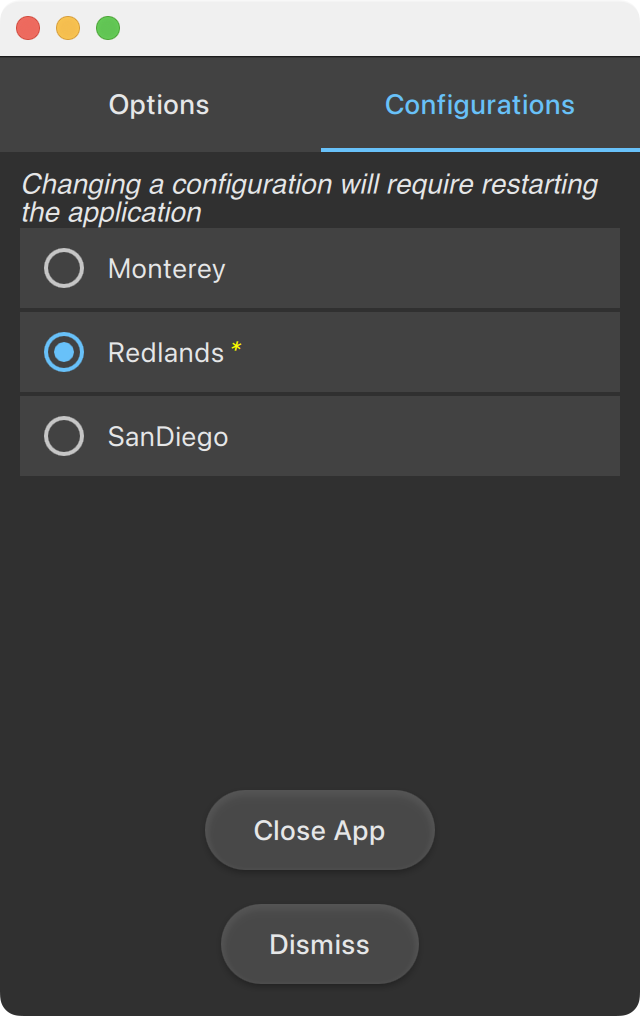 Options
Configurations
Changing a configuration will require restarting
the application
Monterey
Redlands *
SanDiego
Close App
Dismiss